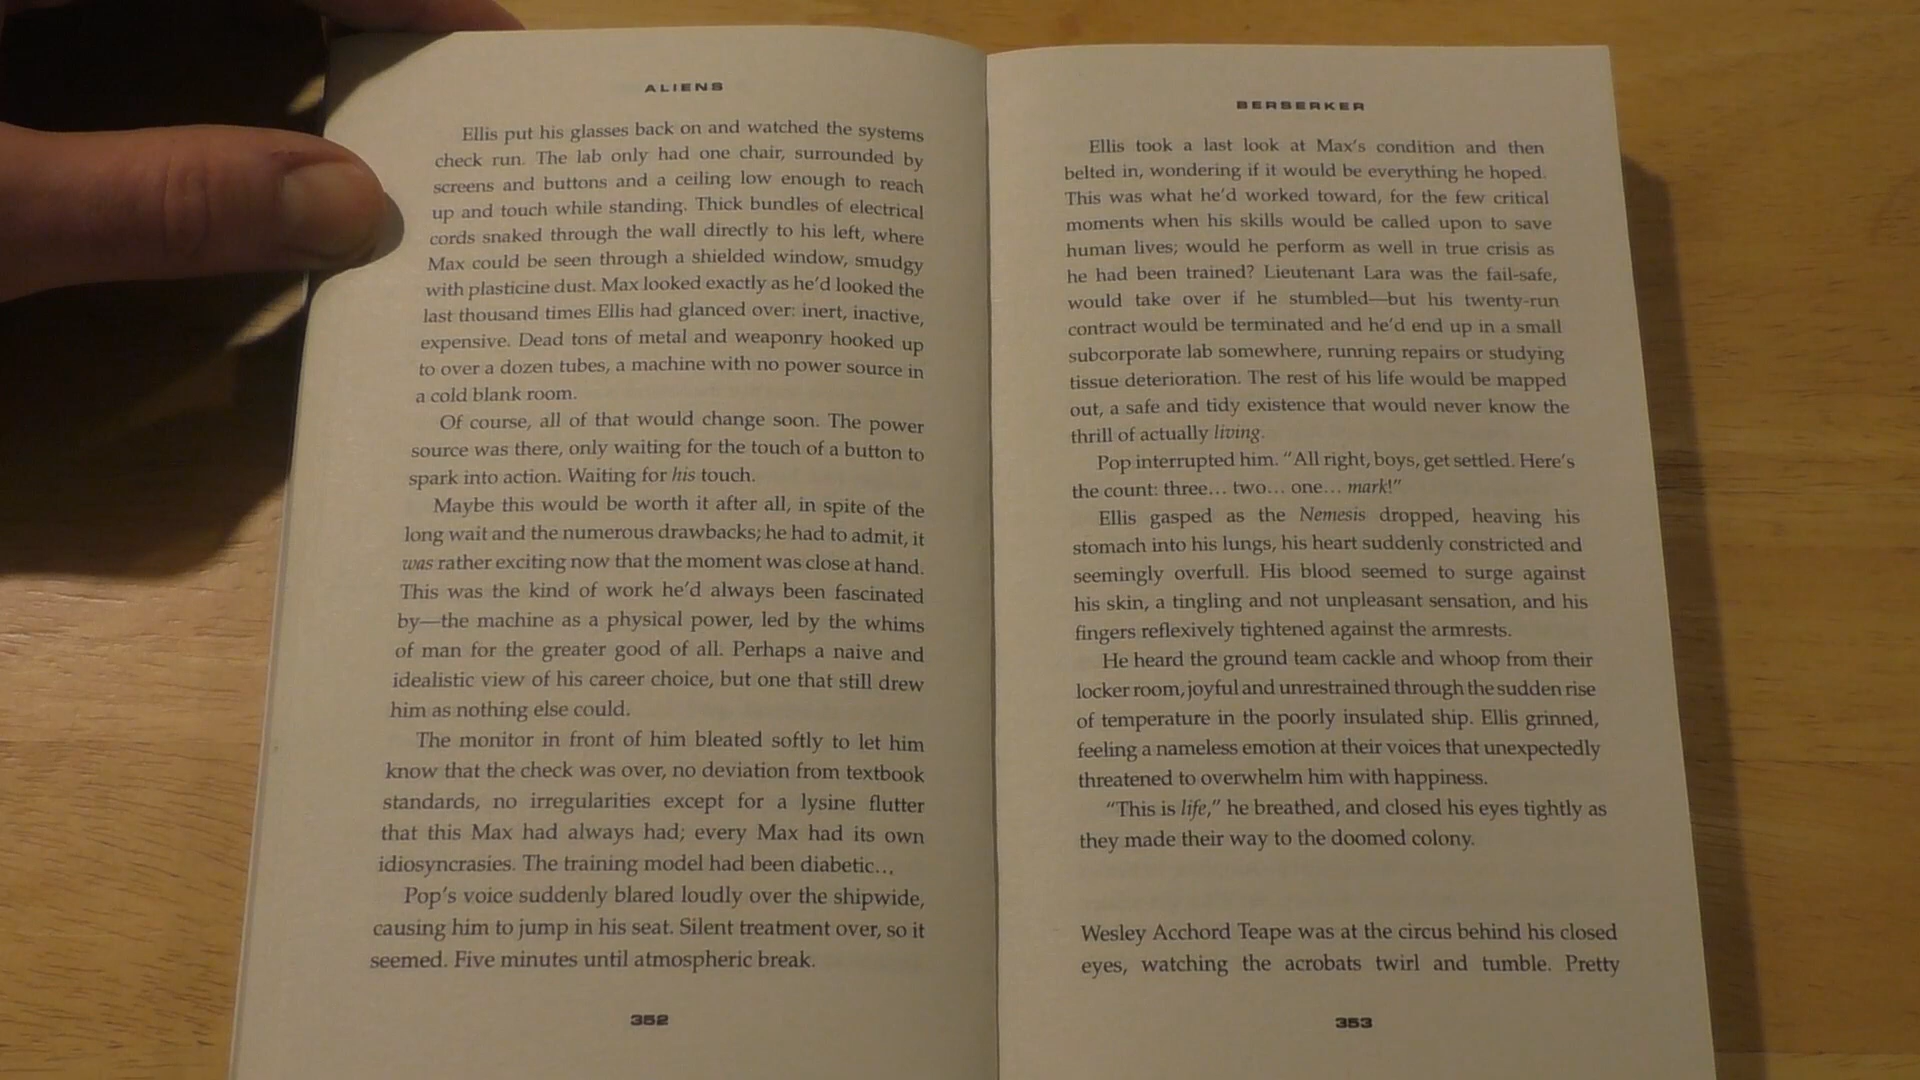 ALIENS
Ellis put his glasses back on and watched the systems
check run. The lab only had one chair, surrounded by
screens and buttons and a ceiling low enough to reach
up and touch while standing. Thick bundles of electrical
cords snaked through the wall directly to his left, where
Max could be seen through a shielded window, smudgy
with plasticine dust. Max looked exactly as he’d looked the
last thousand times Ellis had glanced over: inert, inactive,
expensive. Dead tons of metal and weaponry hooked up
to over a dozen tubes, a machine with no power source in
a cold blank room.
Of course, all of that would change soon. The power
source was there, only waiting for the touch of a button to
spark into action. Waiting for his touch.
Maybe this would be worth it after all, in spite of the
long wait and the numerous drawbacks; he had to admit, it
was rather exciting now that the moment was close at hand.
This was the kind of work he’d always been fascinated
by—the machine as a physical power, led by the whims
of man for the greater good of all. Perhaps a naive and
idealistic view of his career choice, but one that still drew
him as nothing else could.
The monitor in front of him bleated softly to let him
know that the check was over, no deviation from textbook
standards, no irregularities except for a lysine flutter
that this Max had always had; every Max had its own
idiosyncrasies. The training model had been diabetic…
Pop’s voice suddenly blared loudly over the shipwide,
causing him to jump in his seat. Silent treatment over, so it
seemed. Five minutes until atmospheric break.
352
BERSERKER
Ellis took a last look at Max’s condition and then
belted in, wondering if it would be everything he hoped.
This was what he’d worked toward, for the few critical
moments when his skills would be called upon to save
human lives; would he perform as well in true crisis as
he had been trained? Lieutenant Lara was the fail-safe,
would take over if he stumbled—but his twenty-run
contract would be terminated and he’d end up in a small
subcorporate lab somewhere, running repairs or studying
tissue deterioration. The rest of his life would be mapped
out, a safe and tidy existence that would never know the
thrill of actually living.
Pop interrupted him. “All right, boys, get settled. Here’s
the count: three… two… one… mark!”
Ellis gasped as the Nemesis dropped, heaving his
stomach into his lungs, his heart suddenly constricted and
seemingly overfull. His blood seemed to surge against
his skin, a tingling and not unpleasant sensation, and his
fingers reflexively tightened against the armrests.
He heard the ground team cackle and whoop from their
locker room, joyful and unrestrained through the sudden rise
of temperature in the poorly insulated ship. Ellis grinned,
feeling a nameless emotion at their voices that unexpectedly
threatened to overwhelm him with happiness.
“This is life,” he breathed, and closed his eyes tightly as
they made their way to the doomed colony.
Wesley Acchord Teape was at the circus behind his closed
eyes, watching the acrobats twirl and tumble. Pretty
353